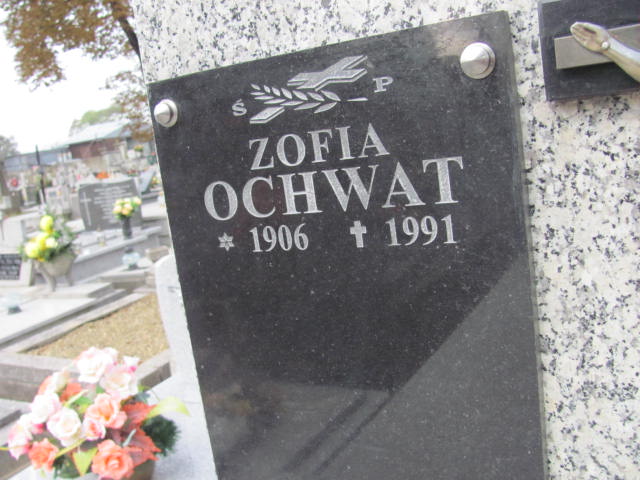 Ś P
ZOFIA
OCHWAT
1906 1991